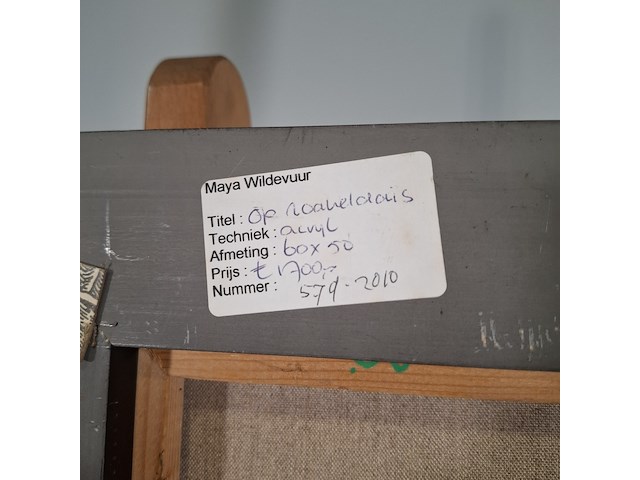 Maya Wildevuur
Titel : Op
Techniek : acryl
Afmeting : 60x50
Prijs : € 1700,-
Nummer : 579-2010